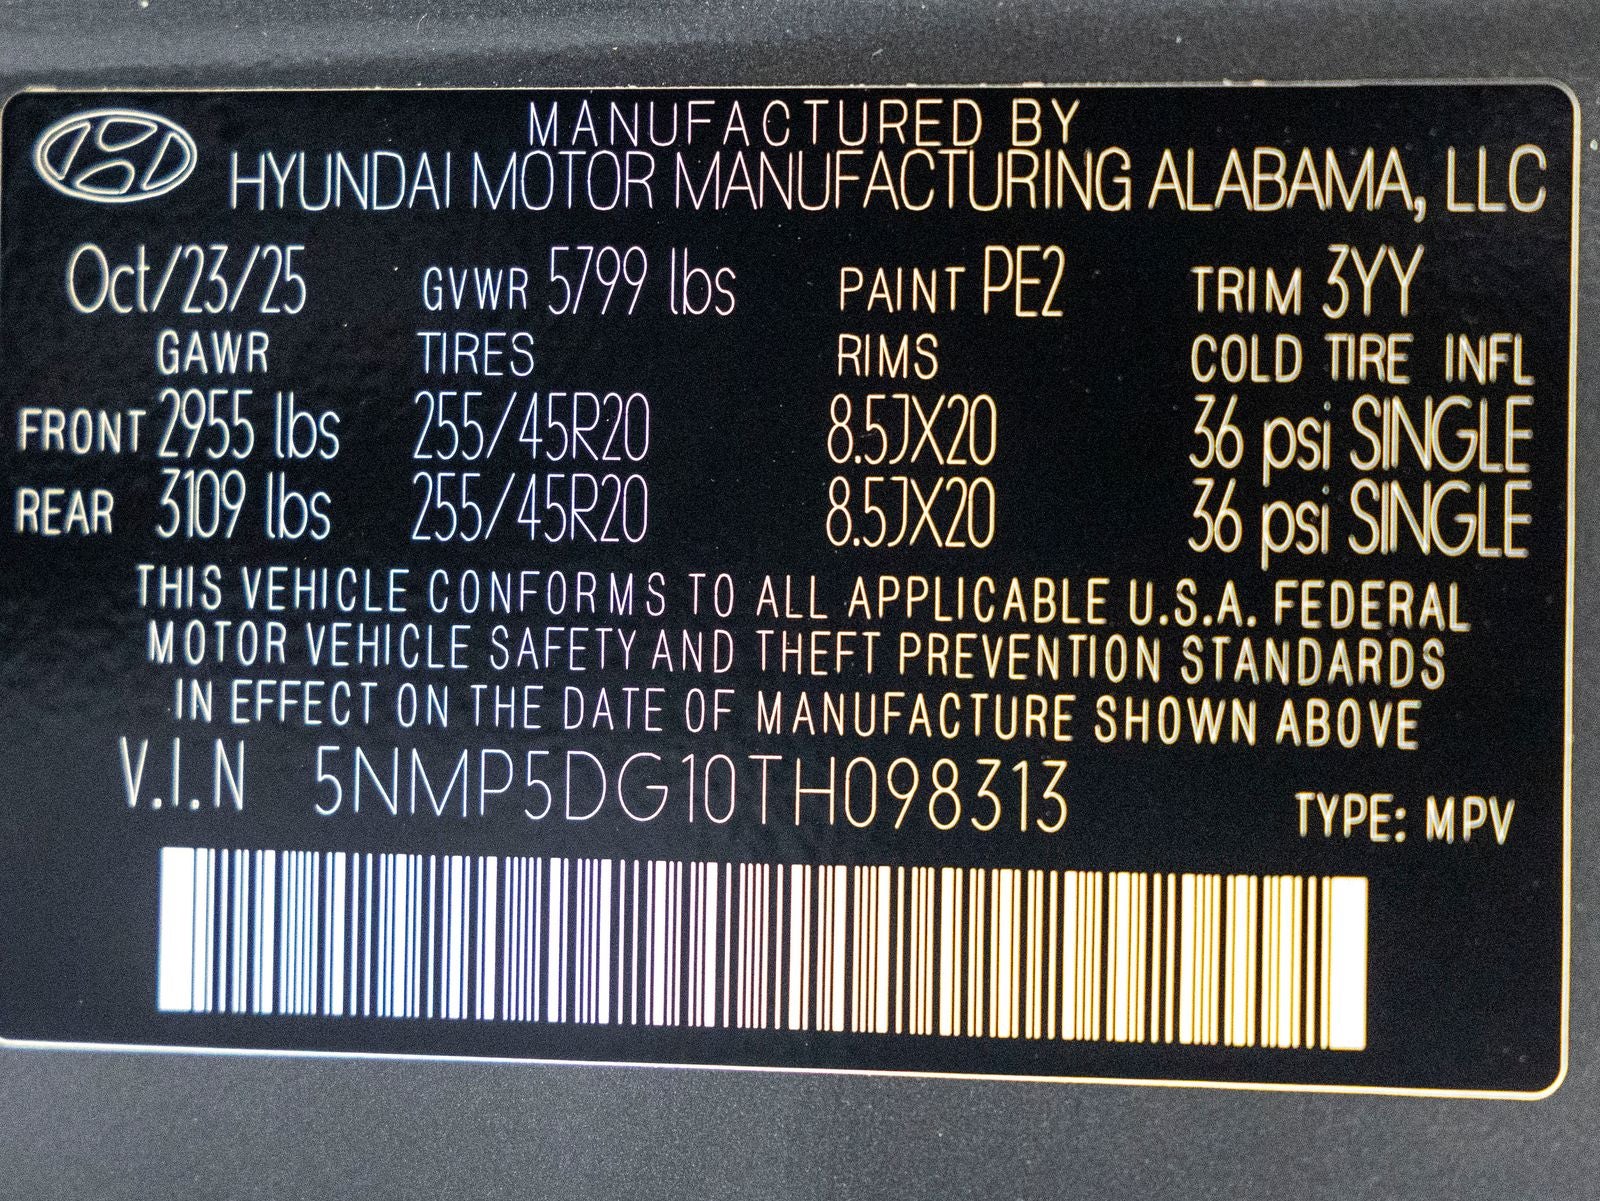 MANUFACTURED BY
HYUNDAI MOTOR MANUFACTURING ALABAMA, LLC
Oct/23/25 GVWR 5799 lbs PAINT PE2 TRIM 3YY
GAWR TIRES RIMS COLD TIRE INFL
FRONT 2955 lbs 255/45R20 8.5JX20 36 psi SINGLE
REAR 3109 lbs 255/45R20 8.5JX20 36 psi SINGLE
THIS VEHICLE CONFORMS TO ALL APPLICABLE U.S.A. FEDERAL
MOTOR VEHICLE SAFETY AND THEFT PREVENTION STANDARDS
IN EFFECT ON THE DATE OF MANUFACTURE SHOWN ABOVE
V.I.N 5NMP5DG10TH098313 TYPE: MPV